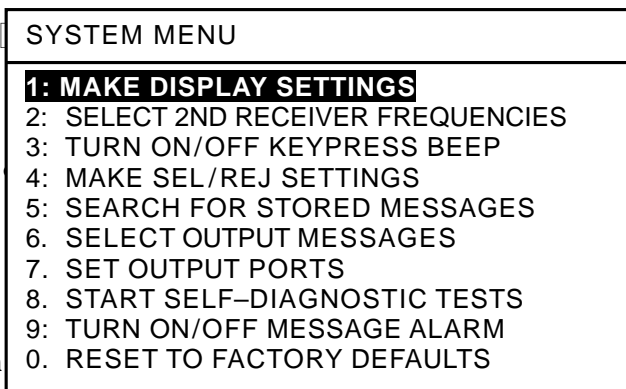 SYSTEM MENU
1: MAKE DISPLAY SETTINGS
2: SELECT 2ND RECEIVER FREQUENCIES
3: TURN ON/OFF KEYPRESS BEEP
4: MAKE SEL/REJ SETTINGS
5: SEARCH FOR STORED MESSAGES
6. SELECT OUTPUT MESSAGES
7. SET OUTPUT PORTS
8. START SELF–DIAGNOSTIC TESTS
9: TURN ON/OFF MESSAGE ALARM
0. RESET TO FACTORY DEFAULTS